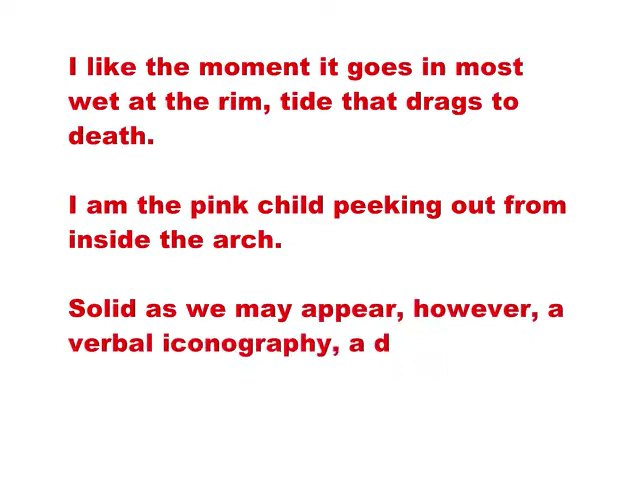 I like the moment it goes in most
wet at the rim, tide that drags to
death.
I am the pink child peeking out from
inside the arch.
Solid as we may appear, however, a
verbal iconography, a d